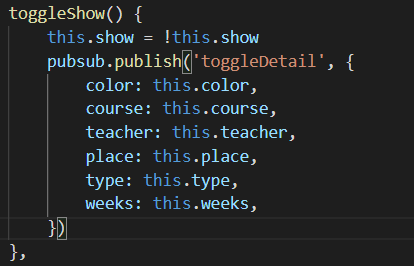 toggleShow() {
    this.show = !this.show
    pubsub.publish('toggleDetail', {
        color: this.color,
        course: this.course,
        teacher: this.teacher,
        place: this.place,
        type: this.type,
        weeks: this.weeks,
    })
},